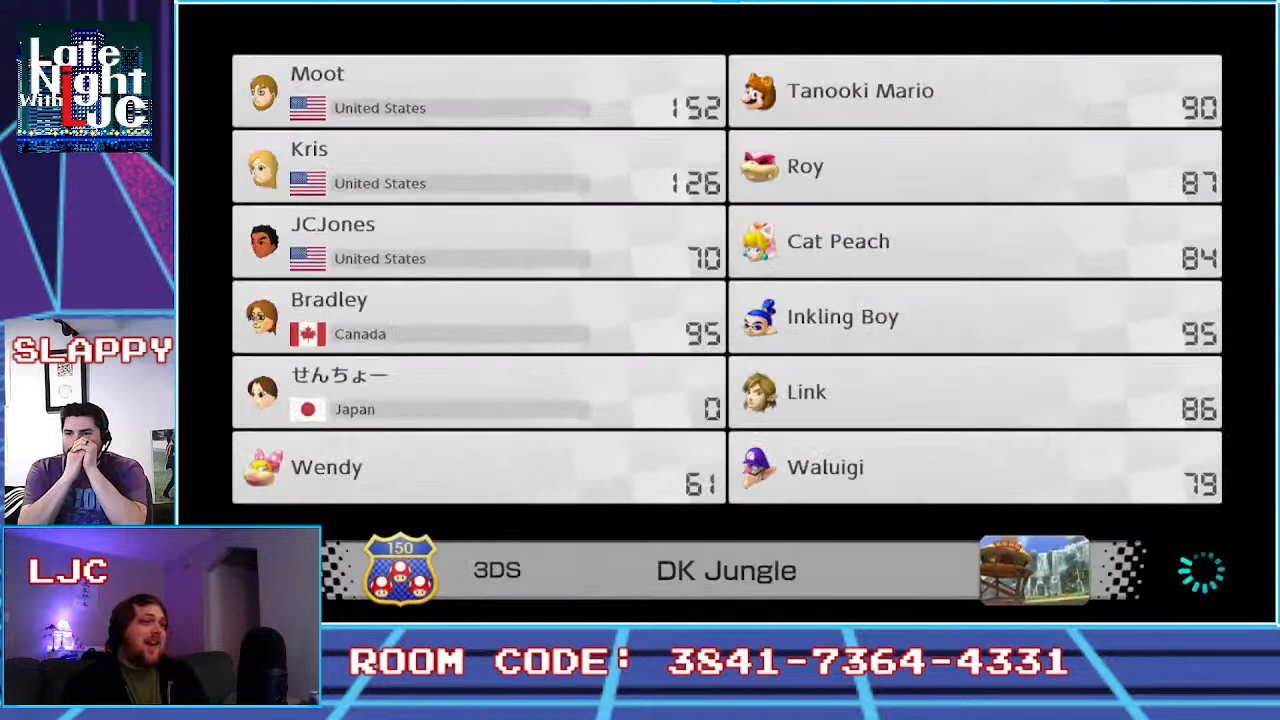 Late
Night
With LJC
Moot
United States
152
Kris
United States
126
JCJones
United States
70
Bradley
Canada
95
せんちょー
Japan
0
Wendy
61
Tanooki Mario
90
Roy
87
Cat Peach
84
Inkling Boy
95
Link
86
Waluigi
79
SLAPPY
LJC
150
3DS DK Jungle
ROOM CODE: 3841-7364-4331